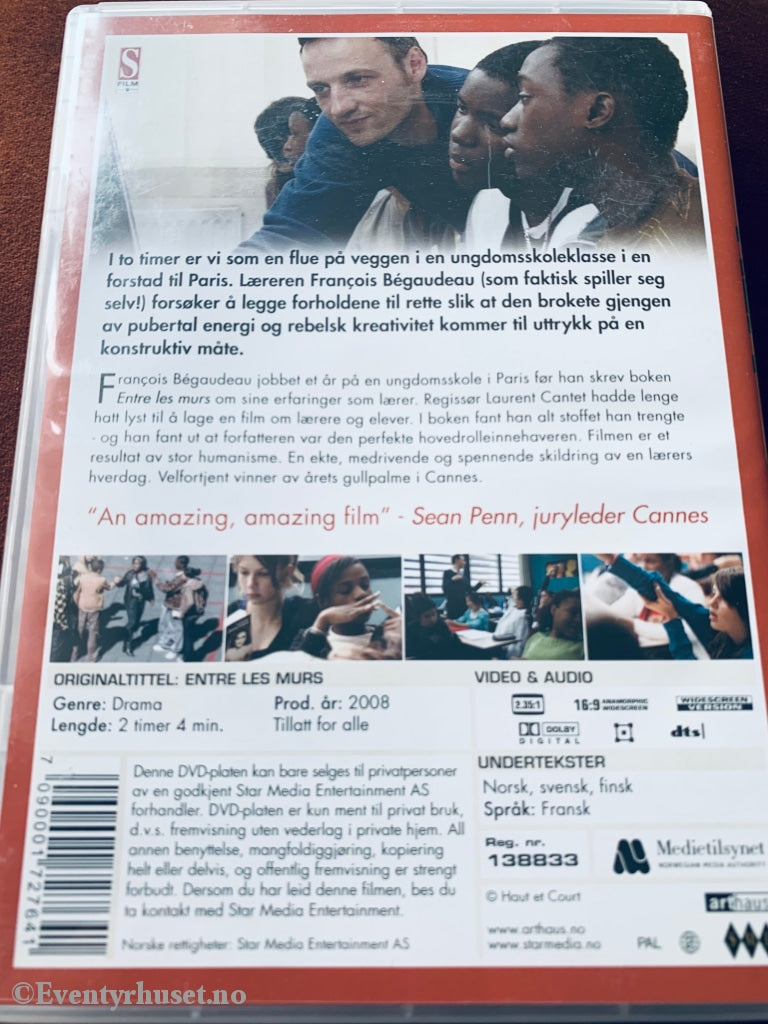 S
FILM
I to timer er vi som en flue på veggen i en ungdomsskoleklasse i en
forstad til Paris. Læreren François Bégaudeau (som faktisk spiller seg
selv!) forsøker å legge forholdene til rette slik at den brokete gjengen
av pubertal energi og rebelsk kreativitet kommer til uttrykk på en
konstruktiv måte.
François Bégaudeau jobbet et år på en ungdomsskole i Paris før han skrev boken
Entre les murs om sine erfaringer som lærer. Regissør Laurent Cantet hadde lenge
hatt lyst til å lage en film om lærere og elever. I boken fant han alt stoffet han trengte
- og han fant ut at forfatteren var den perfekte hovedrolleinnehaveren. Filmen er et
resultat av stor humanisme. En ekte, medrivende og spennende skildring av en lærers
hverdag. Velfortjent vinner av årets gullpalme i Cannes.
"An amazing, amazing film" - Sean Penn, juryleder Cannes
ORIGINALTITTEL: ENTRE LES MURS
Genre: Drama Prod. år: 2008
Lengde: 2 timer 4 min. Tillatt for alle
VIDEO & AUDIO
2.35:1 16:9 ANAMORPHIC WIDESCREEN WIDESCREEN VERSION
DOLBY DIGITAL dts
UNDERTEKSTER
Norsk, svensk, finsk
Språk: Fransk
7 090001 727641
Denne DVD-platen kan bare selges til privatpersoner
av en godkjent Star Media Entertainment AS
forhandler. DVD-platen er kun ment til privat bruk,
d.v.s. fremvisning uten vederlag i private hjem. All
annen benyttelse, mangfoldiggjøring, kopiering
helt eller delvis, og offentlig fremvisning er strengt
forbudt. Dersom du har leid denne filmen, bes du
ta kontakt med Star Media Entertainment.
Norske rettigheter: Star Media Entertainment AS
Reg. nr.
138833
Medietilsynet
NORWEGIAN MEDIA AUTHORITY
© Haut et Court
arthaus
www.arthaus.no
www.starmedia.no PAL
©Eventyrhuset.no